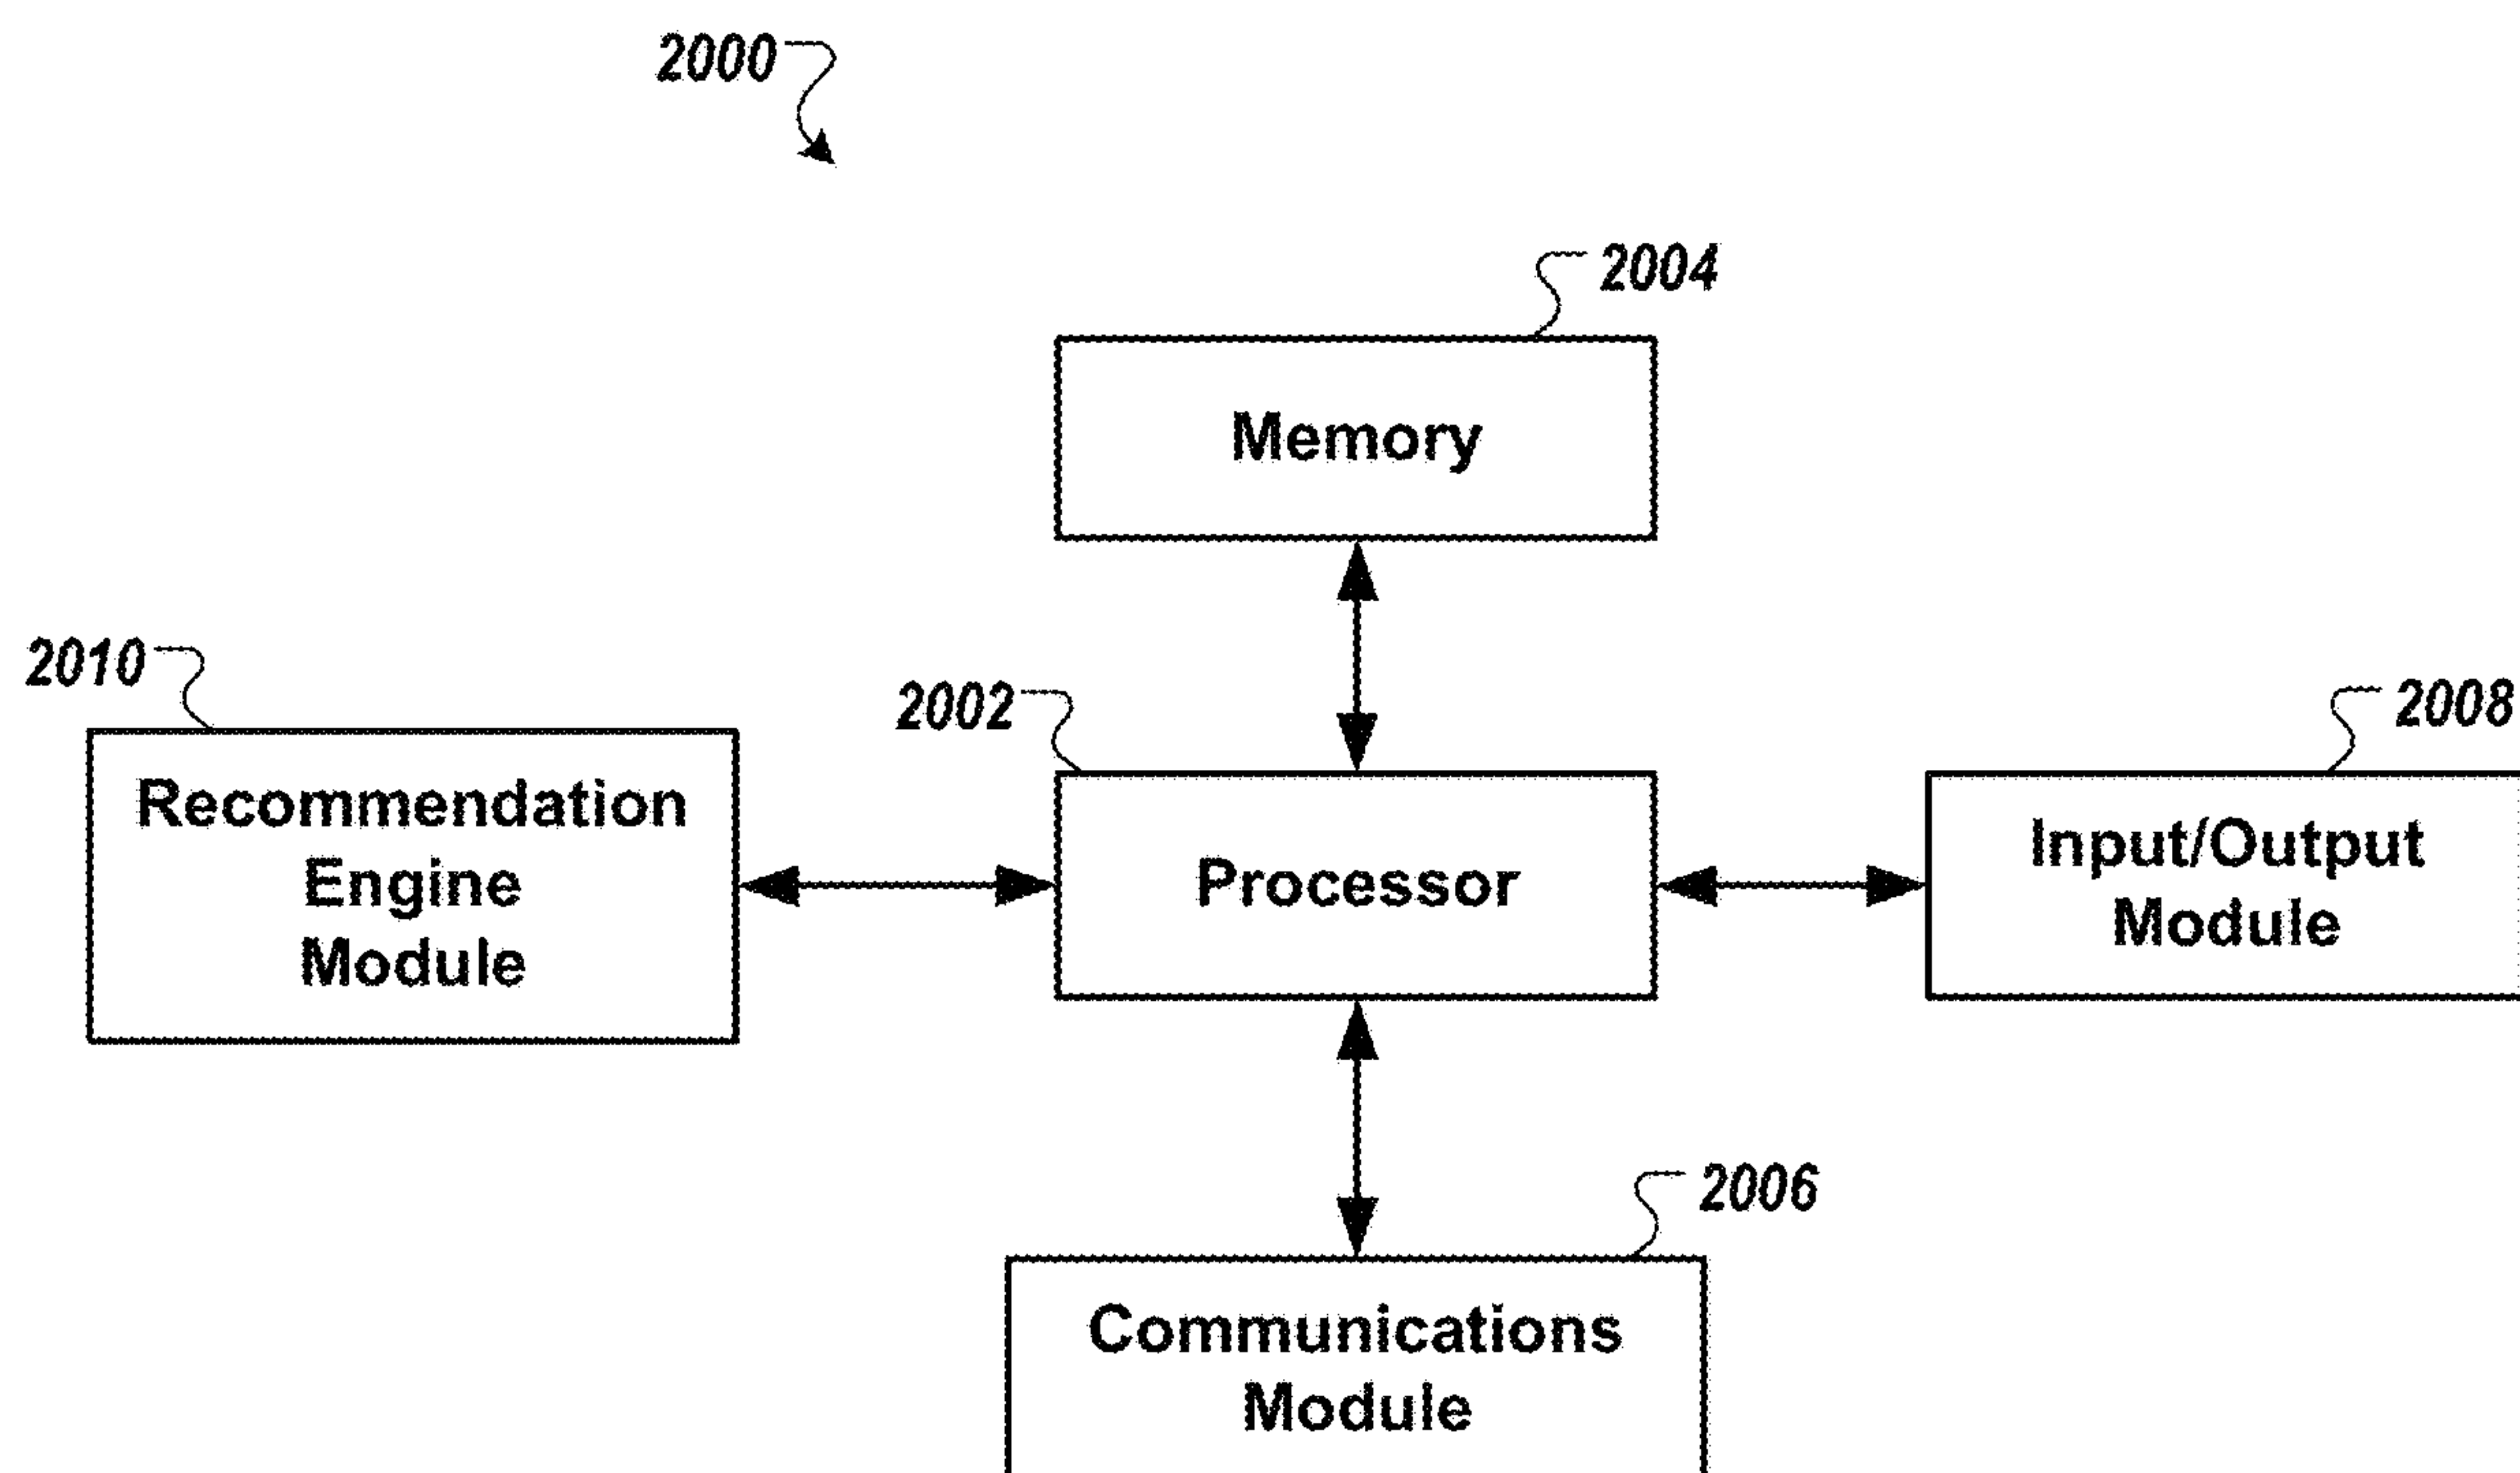 2000
2004
Memory
2010
2002
2008
Recommendation
Engine
Module
Processor
Input/Output
Module
2006
Communications
Module